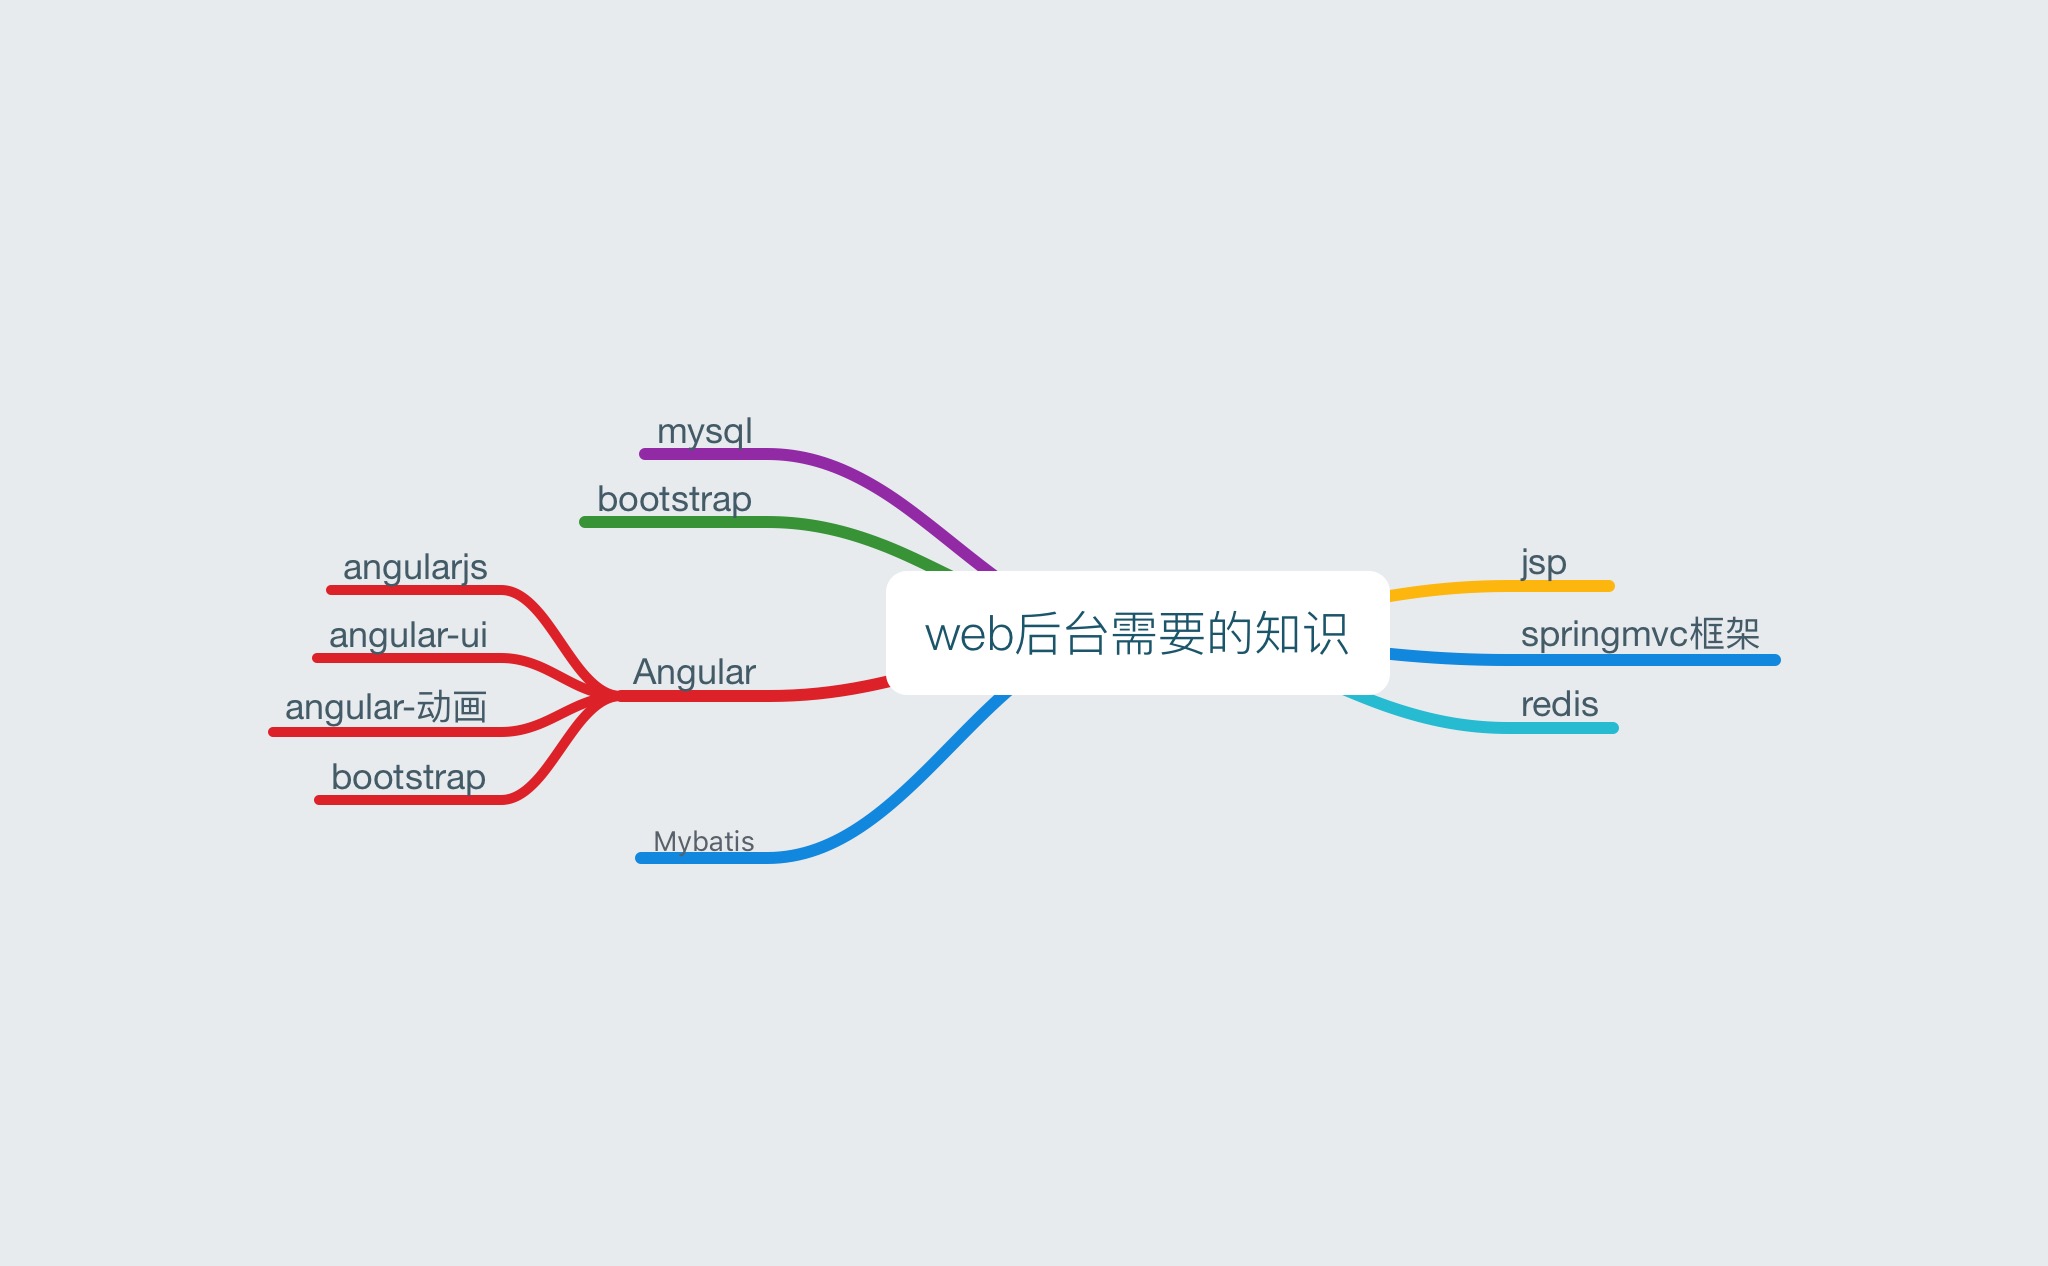 mysql
bootstrap
angularjs
angular-ui
angular-动画
bootstrap
Angular
Mybatis
web后台需要的知识
jsp
springmvc框架
redis